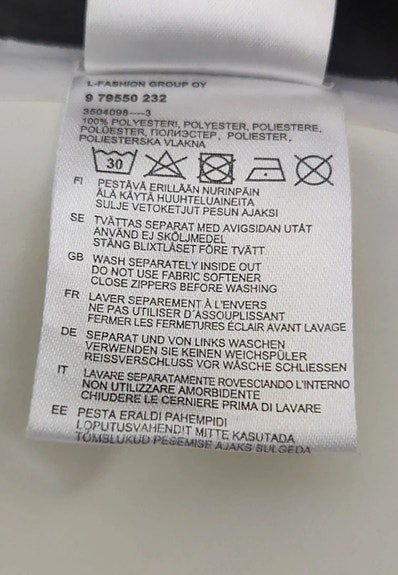 L-FASHION GROUP OY
9 79550 232
3504098----3
100% POLYESTERI, POLYESTER, POLIESTERE,
POLÜESTER, ПОЛИЭСТЕР, POLIESTER,
POLIESTERSKA VLAKNA
30
FI PESTÄVÄ ERILLÄÄN NURINPÄIN
ÄLÄ KÄYTÄ HUUHTELUAINEITA
SULJE VETOKETJUT PESUN AJAKSI
SE TVÄTTAS SEPARAT MED AVIGSIDAN UTÅT
ANVÄND EJ SKÖLJMEDEL
STÄNG BLIXTLÅSET FÖRE TVÄTT
GB WASH SEPARATELY INSIDE OUT
DO NOT USE FABRIC SOFTENER
CLOSE ZIPPERS BEFORE WASHING
FR LAVER SEPAREMENT À L'ENVERS
NE PAS UTILISER D'ASSOUPLISSANT
FERMER LES FERMETURES ÉCLAIR AVANT LAVAGE
DE SEPARAT UND VON LINKS WASCHEN
VERWENDEN SIE KEINEN WEICHSPÜLER
REISSVERSCHLUSS VOR WÄSCHE SCHLIESSEN
IT LAVARE SEPARATAMENTE ROVESCIANDO L'INTERNO
NON UTILIZZARE AMORBIDENTE
CHIUDERE LE CERNIERE PRIMA DI LAVARE
EE PESTA ERALDI PAHEMPIDI
LOPUTUSVAHENDIT MITTE KASUTADA
TÕMSLUKUD PESEMISE AJAKS SULGEDA